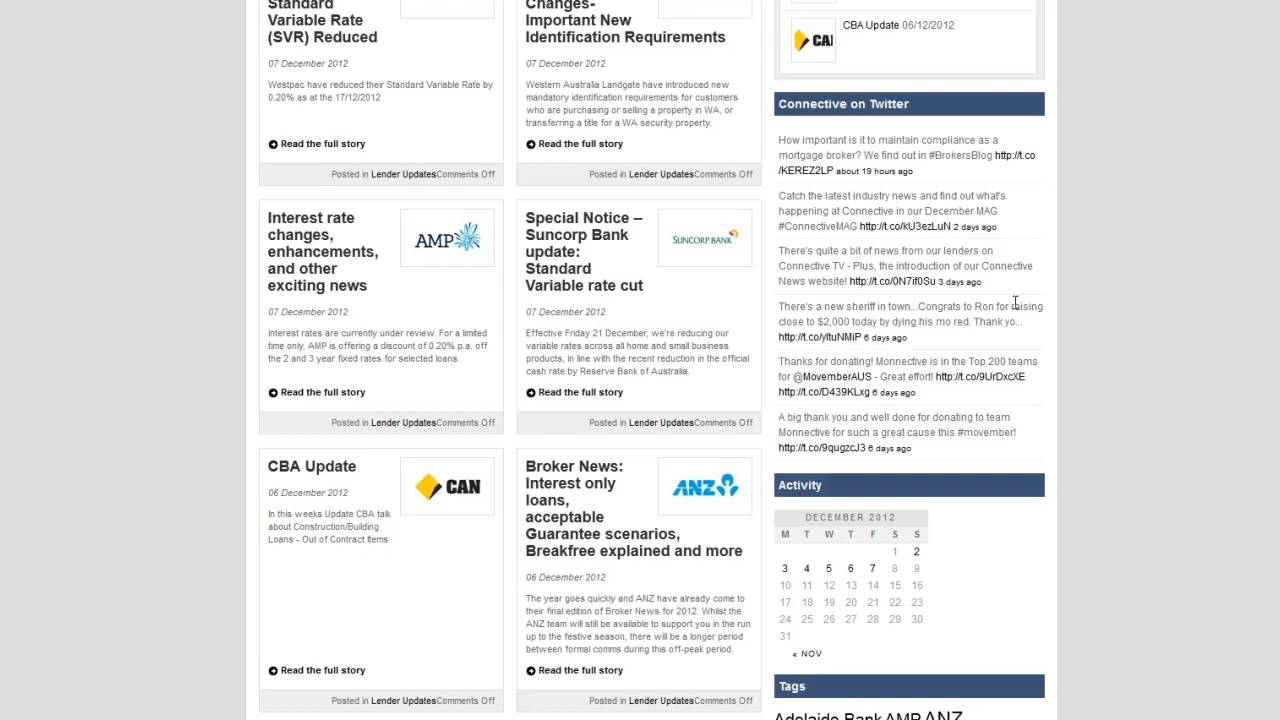 Standard
Variable Rate
(SVR) Reduced
07 December 2012
Westpac have reduced their Standard Variable Rate by
0.20% as at the 17/12/2012
Read the full story
Posted in Lender UpdatesComments Off
Changes-
Important New
Identification Requirements
07 December 2012
Western Australia Landgate have introduced new
mandatory identification requirements for customers
who are purchasing or selling a property in WA, or
transferring a title for a WA security property.
Read the full story
Posted in Lender UpdatesComments Off
Interest rate
changes,
enhancements,
and other
exciting news
AMP
07 December 2012
Interest rates are currently under review. For a limited
time only, AMP is offering a discount of 0.20% p.a. off
the 2 and 3 year fixed rates for selected loans.
Read the full story
Posted in Lender UpdatesComments Off
Special Notice –
Suncorp Bank
update:
Standard
Variable rate cut
SUNCORP BANK
07 December 2012
Effective Friday 21 December, we're reducing our
variable rates across all home and small business
products, in line with the recent reduction in the official
cash rate by Reserve Bank of Australia.
Read the full story
Posted in Lender UpdatesComments Off
CBA Update
CAN
06 December 2012
In this weeks Update CBA talk
about Construction/Building
Loans - Out of Contract Items
Read the full story
Posted in Lender UpdatesComments Off
Broker News:
Interest only
loans,
acceptable
Guarantee scenarios,
Breakfree explained and more
ANZ
06 December 2012
The year goes quickly and ANZ have already come to
their final edition of Broker News for 2012. Whilst the
ANZ team will still be available to support you in the run
up to the festive season, there will be a longer period
between formal comms during this off-peak period.
Read the full story
Posted in Lender UpdatesComments Off
CBA Update 06/12/2012
CAI
Connective on Twitter
How important is it to maintain compliance as a
mortgage broker? We find out in #BrokersBlog http://t.co
/KEREZ2LP about 19 hours ago
Catch the latest industry news and find out what's
happening at Connective in our December MAG
#ConnectiveMAG http://t.co/kU3ezLuN 2 days ago
There's quite a bit of news from our lenders on
Connective TV - Plus, the introduction of our Connective
News website! http://t.co/0N7if0Su 3 days ago
There's a new sheriff in town...Congrats to Ron for raising
close to $2,000 today by dying his mo red. Thank yo...
http://t.co/yltuNMiP 6 days ago
Thanks for donating! Monnective is in the Top 200 teams
for @MovemberAUS - Great effort! http://t.co/9UrDxcXE
http://t.co/D439KLxg 6 days ago
A big thank you and well done for donating to team
Monnective for such a great cause this #movember!
http://t.co/9qugzcJ3 6 days ago
Activity
DECEMBER 2012
M T W T F S S
1 2
3 4 5 6 7 8 9
10 11 12 13 14 15 16
17 18 19 20 21 22 23
24 25 26 27 28 29 30
31
« NOV
Tags
Adelaide Bank AMP ANZ